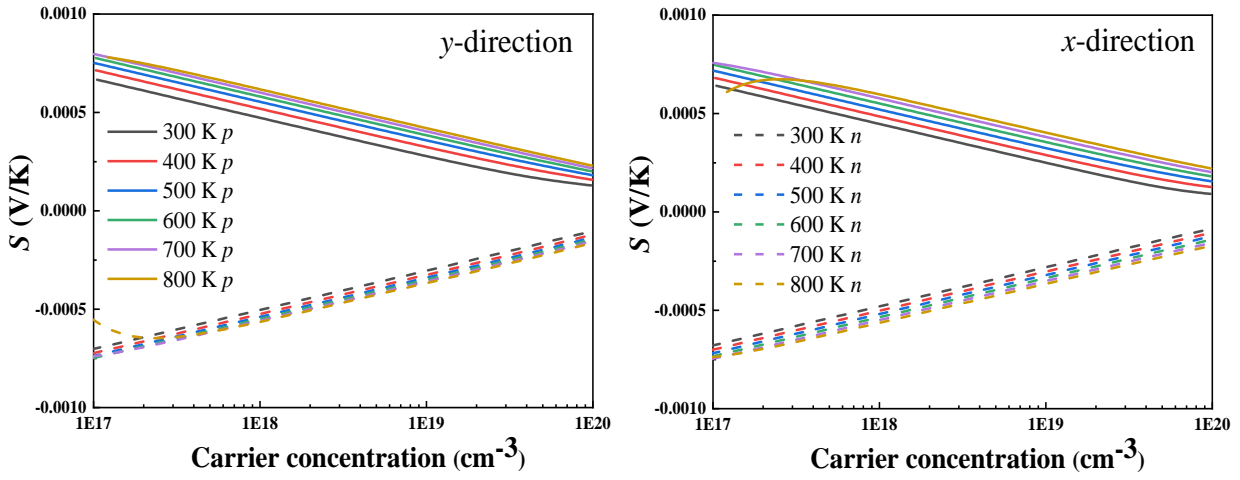 y-direction
0.0010
0.0005
0.0000
-0.0005
-0.0010
S (V/K)
300 K p
400 K p
500 K p
600 K p
700 K p
800 K p
1E17
1E18
1E19
1E20
Carrier concentration (cm-3)
x-direction
0.0010
0.0005
0.0000
-0.0005
-0.0010
S (V/K)
300 K n
400 K n
500 K n
600 K n
700 K n
800 K n
1E17
1E18
1E19
1E20
Carrier concentration (cm-3)